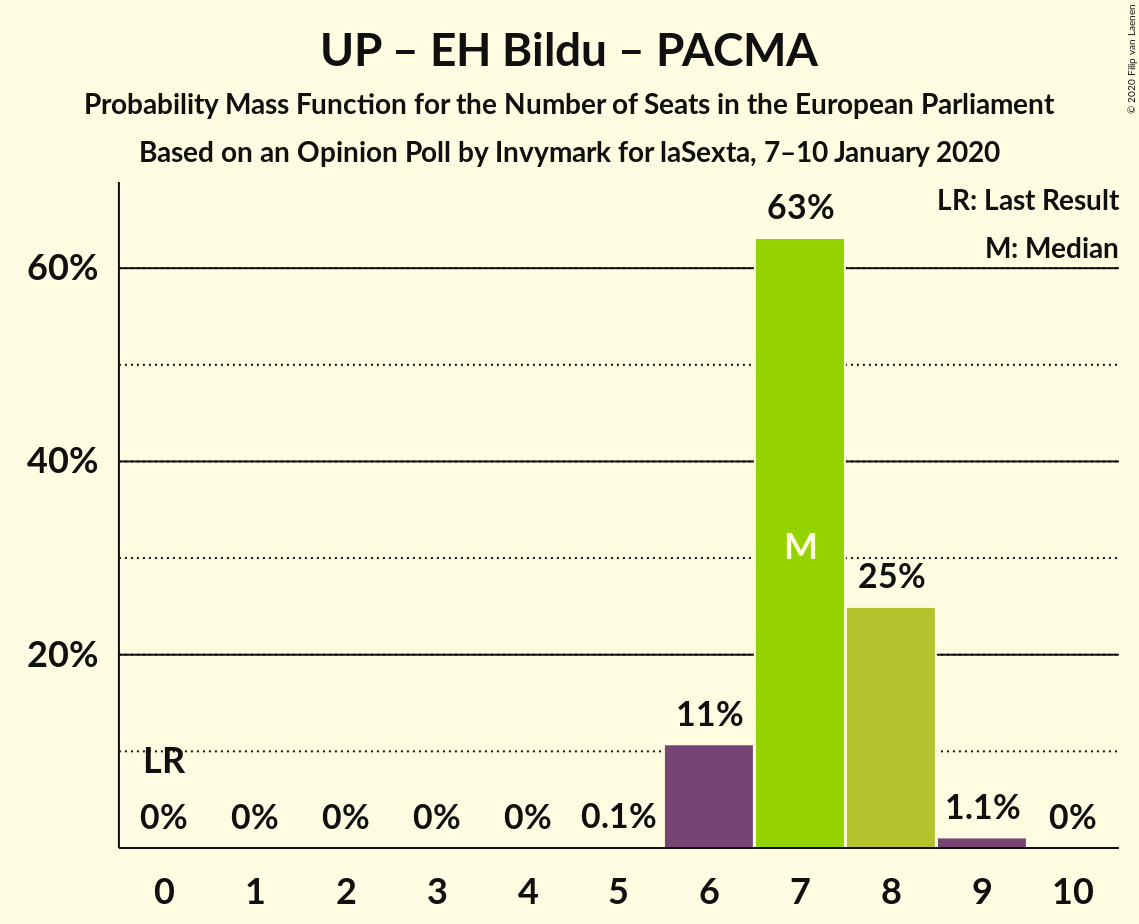 UP – EH Bildu – PACMA
Probability Mass Function for the Number of Seats in the European Parliament
Based on an Opinion Poll by Invymark for laSexta, 7–10 January 2020
© 2020 Filip van Laenen
LR: Last Result
M: Median
63%
60%
40%
M
25%
20%
11%
LR
0% 0% 0% 0% 0% 0.1% 1.1% 0%
0 1 2 3 4 5 6 7 8 9 10